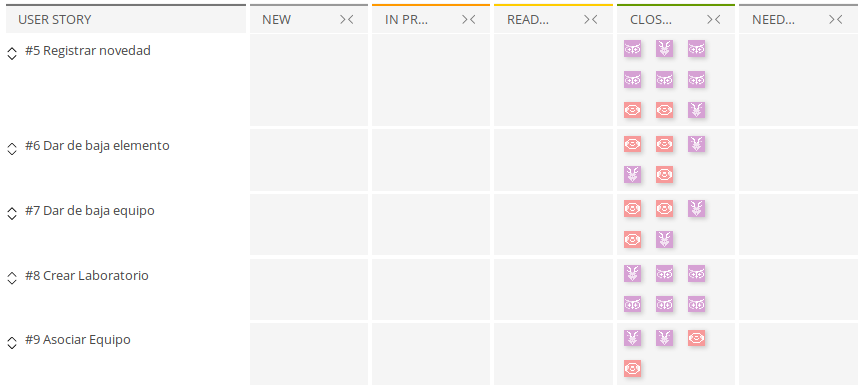 USER STORY NEW IN PR... READ... CLOS... NEED...
#5 Registrar novedad
#6 Dar de baja elemento
#7 Dar de baja equipo
#8 Crear Laboratorio
#9 Asociar Equipo